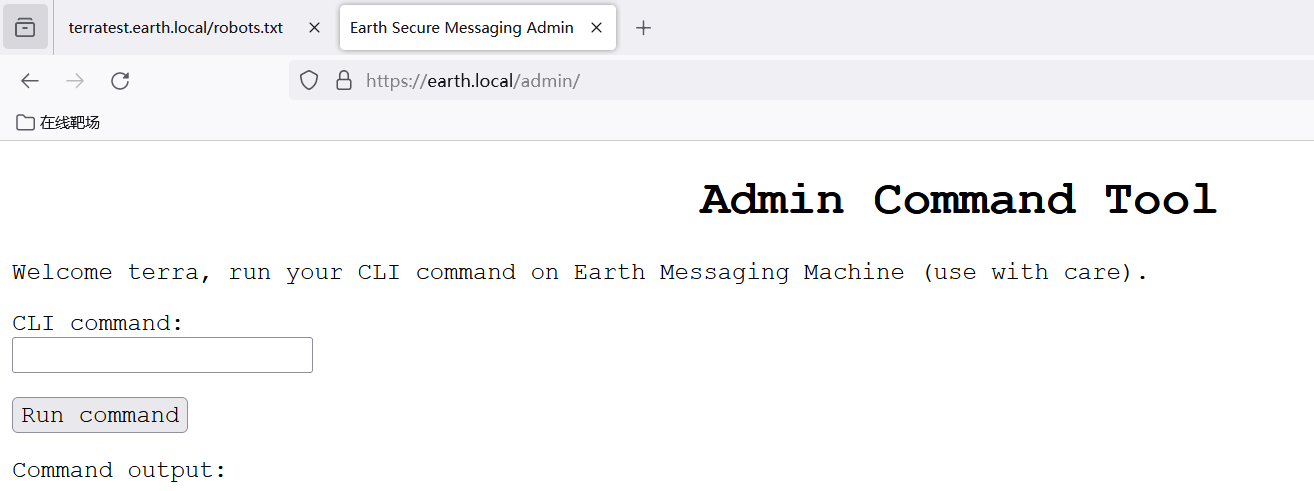 terratest.earth.local/robots.txt
Earth Secure Messaging Admin
https://earth.local/admin/
在线靶场
Admin Command Tool
Welcome terra, run your CLI command on Earth Messaging Machine (use with care).
CLI command:
Run command
Command output: